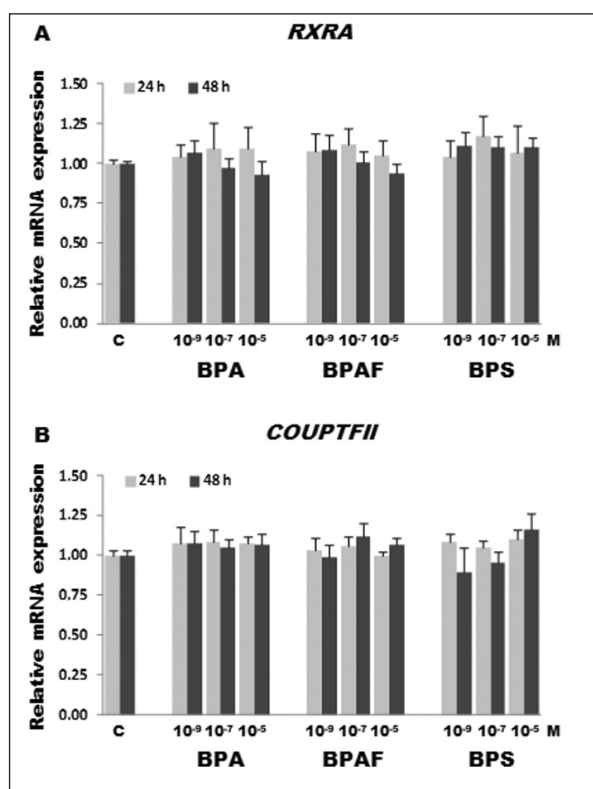 A
RXRA
Relative mRNA expression
1.50
1.25
1.00
0.75
0.50
0.25
0.00
24 h 48 h
C 10⁻⁹ 10⁻⁷ 10⁻⁵ 10⁻⁹ 10⁻⁷ 10⁻⁵ 10⁻⁹ 10⁻⁷ 10⁻⁵ M
BPA BPAF BPS
B
COUPTFII
Relative mRNA expression
1.50
1.25
1.00
0.75
0.50
0.25
0.00
24 h 48 h
C 10⁻⁹ 10⁻⁷ 10⁻⁵ 10⁻⁹ 10⁻⁷ 10⁻⁵ 10⁻⁹ 10⁻⁷ 10⁻⁵ M
BPA BPAF BPS